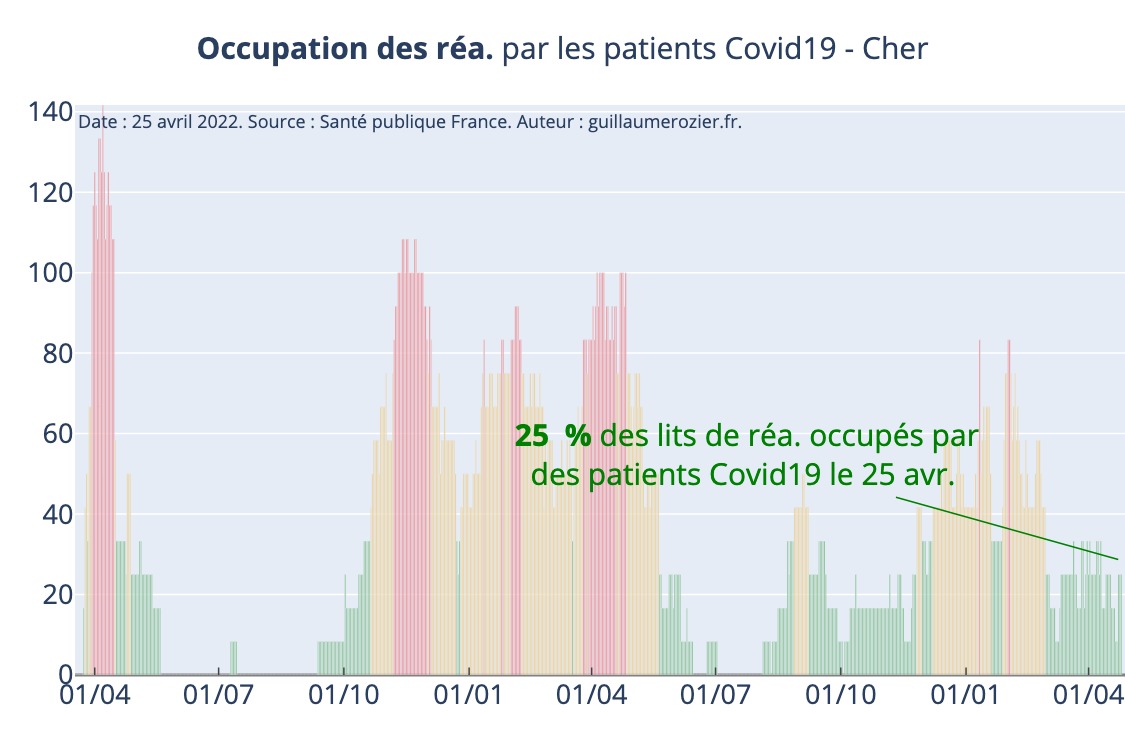 Occupation des réa. par les patients Covid19 - Cher
140
Date : 25 avril 2022. Source : Santé publique France. Auteur : guillaumerozier.fr.
120
100
80
60
25 % des lits de réa. occupés par
des patients Covid19 le 25 avr.
40
20
0
01/04 01/07 01/10 01/01 01/04 01/07 01/10 01/01 01/04